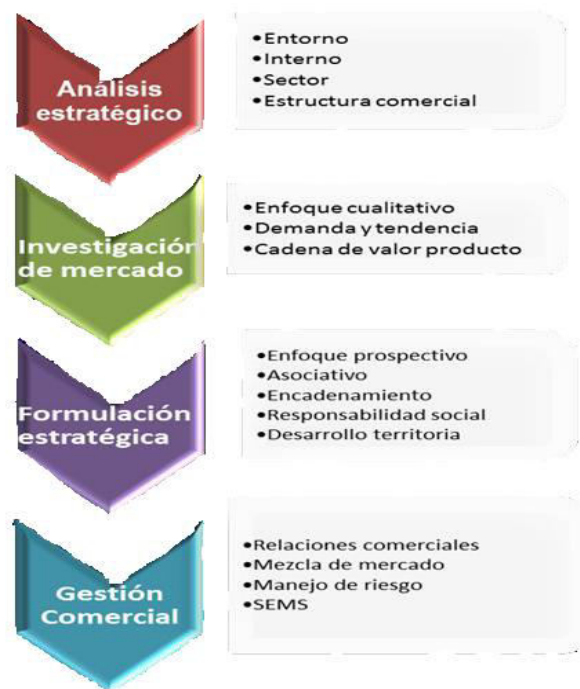 Análisis
estratégico
•Entorno
•Interno
•Sector
•Estructura comercial
Investigación
de mercado
•Enfoque cualitativo
•Demanda y tendencia
•Cadena de valor producto
Formulación
estratégica
•Enfoque prospectivo
•Asociativo
•Encadenamiento
•Responsabilidad social
•Desarrollo territoria
Gestión
Comercial
•Relaciones comerciales
•Mezcla de mercado
•Manejo de riesgo
•SEMS